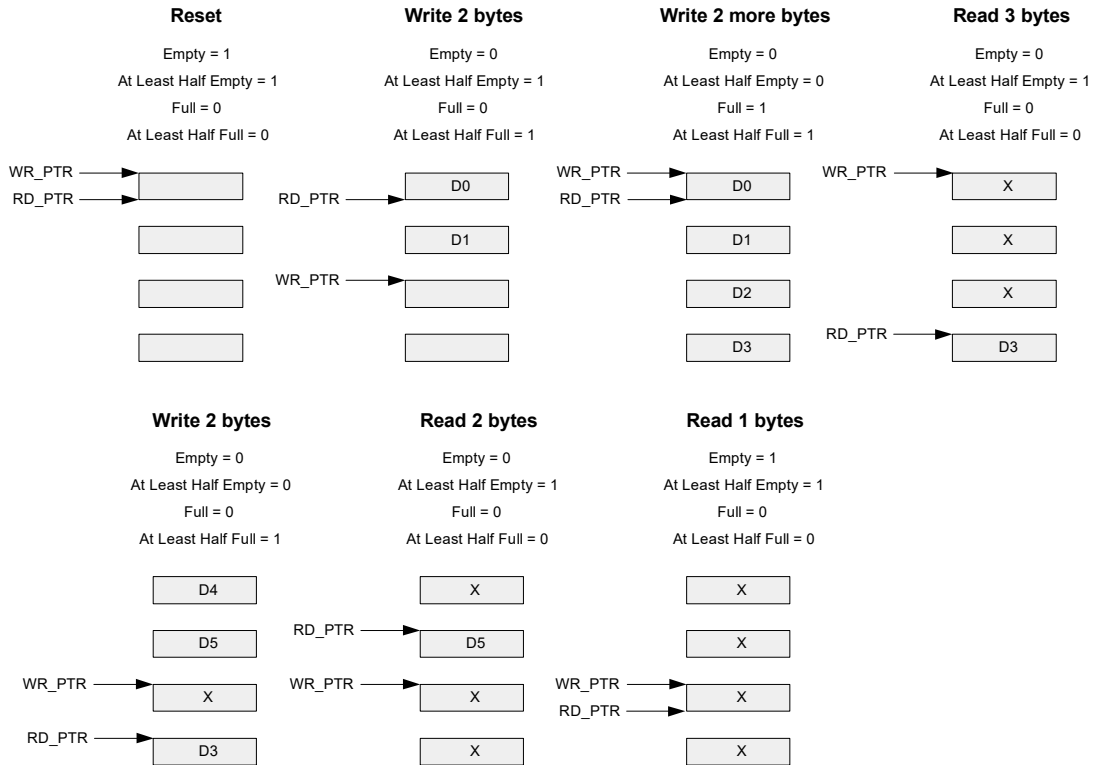 Reset
Empty = 1
At Least Half Empty = 1
Full = 0
At Least Half Full = 0
WR_PTR
RD_PTR
Write 2 bytes
Empty = 0
At Least Half Empty = 1
Full = 0
At Least Half Full = 1
D0
RD_PTR
D1
WR_PTR
Write 2 more bytes
Empty = 0
At Least Half Empty = 0
Full = 1
At Least Half Full = 1
WR_PTR
D0
RD_PTR
D1
D2
D3
Read 3 bytes
Empty = 0
At Least Half Empty = 1
Full = 0
At Least Half Full = 0
WR_PTR
X
X
X
RD_PTR
D3
Write 2 bytes
Empty = 0
At Least Half Empty = 0
Full = 0
At Least Half Full = 1
D4
D5
WR_PTR
X
RD_PTR
D3
Read 2 bytes
Empty = 0
At Least Half Empty = 1
Full = 0
At Least Half Full = 0
X
RD_PTR
D5
WR_PTR
X
X
Read 1 bytes
Empty = 1
At Least Half Empty = 1
Full = 0
At Least Half Full = 0
X
X
WR_PTR
X
RD_PTR
X